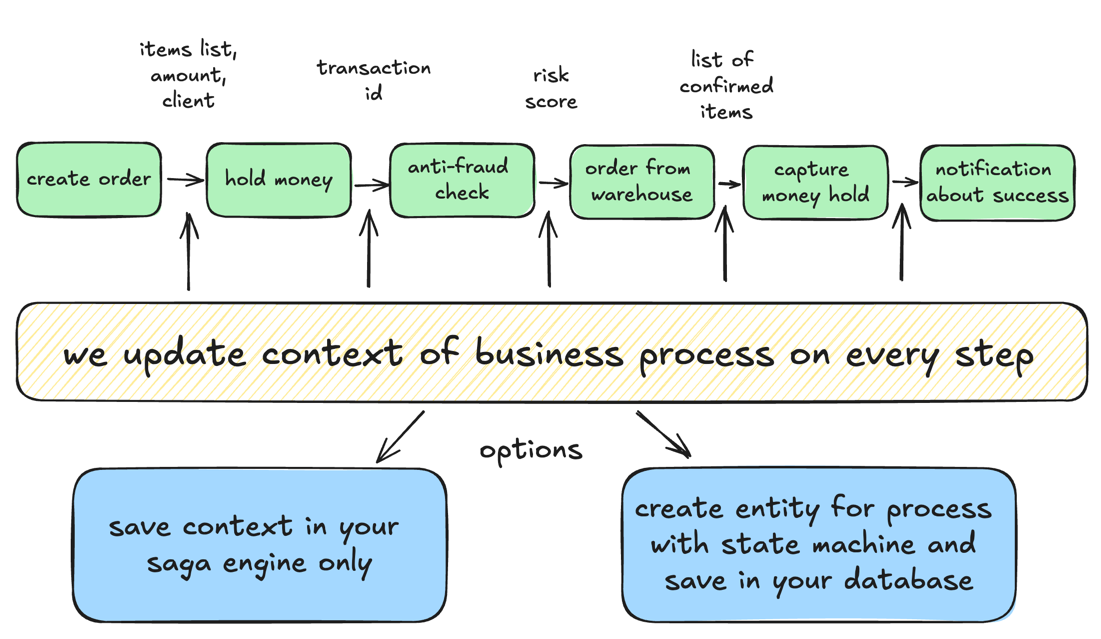 items list,
amount,
client
transaction
id
risk
score
list of
confirmed
items
create order
hold money
anti-fraud
check
order from
warehouse
capture
money hold
notification
about success
we update context of business process on every step
options
save context in your
saga engine only
create entity for process
with state machine and
save in your database